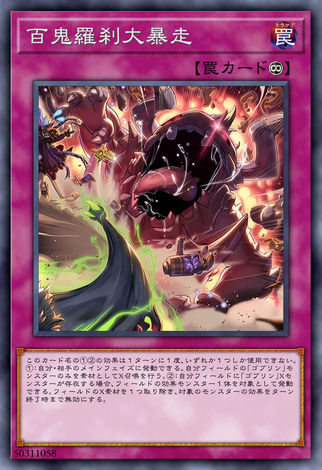 百鬼羅刹大暴走
トラップ
罠
【罠カード】
このカード名の①②の効果は1ターンに1度、いずれか1つしか使用できない。
①:自分・相手のメインフェイズに発動できる。自分フィールドの「ゴブリン」モ
ンスターのみを素材としてX召喚を行う。②:自分フィールドに「ゴブリン」Xモ
ンスターが存在する場合、フィールドの効果モンスター1体を対象として発動
できる。フィールドのX素材を1つ取り除き、対象のモンスターの効果をターン
終了時まで無効にする。
50311058